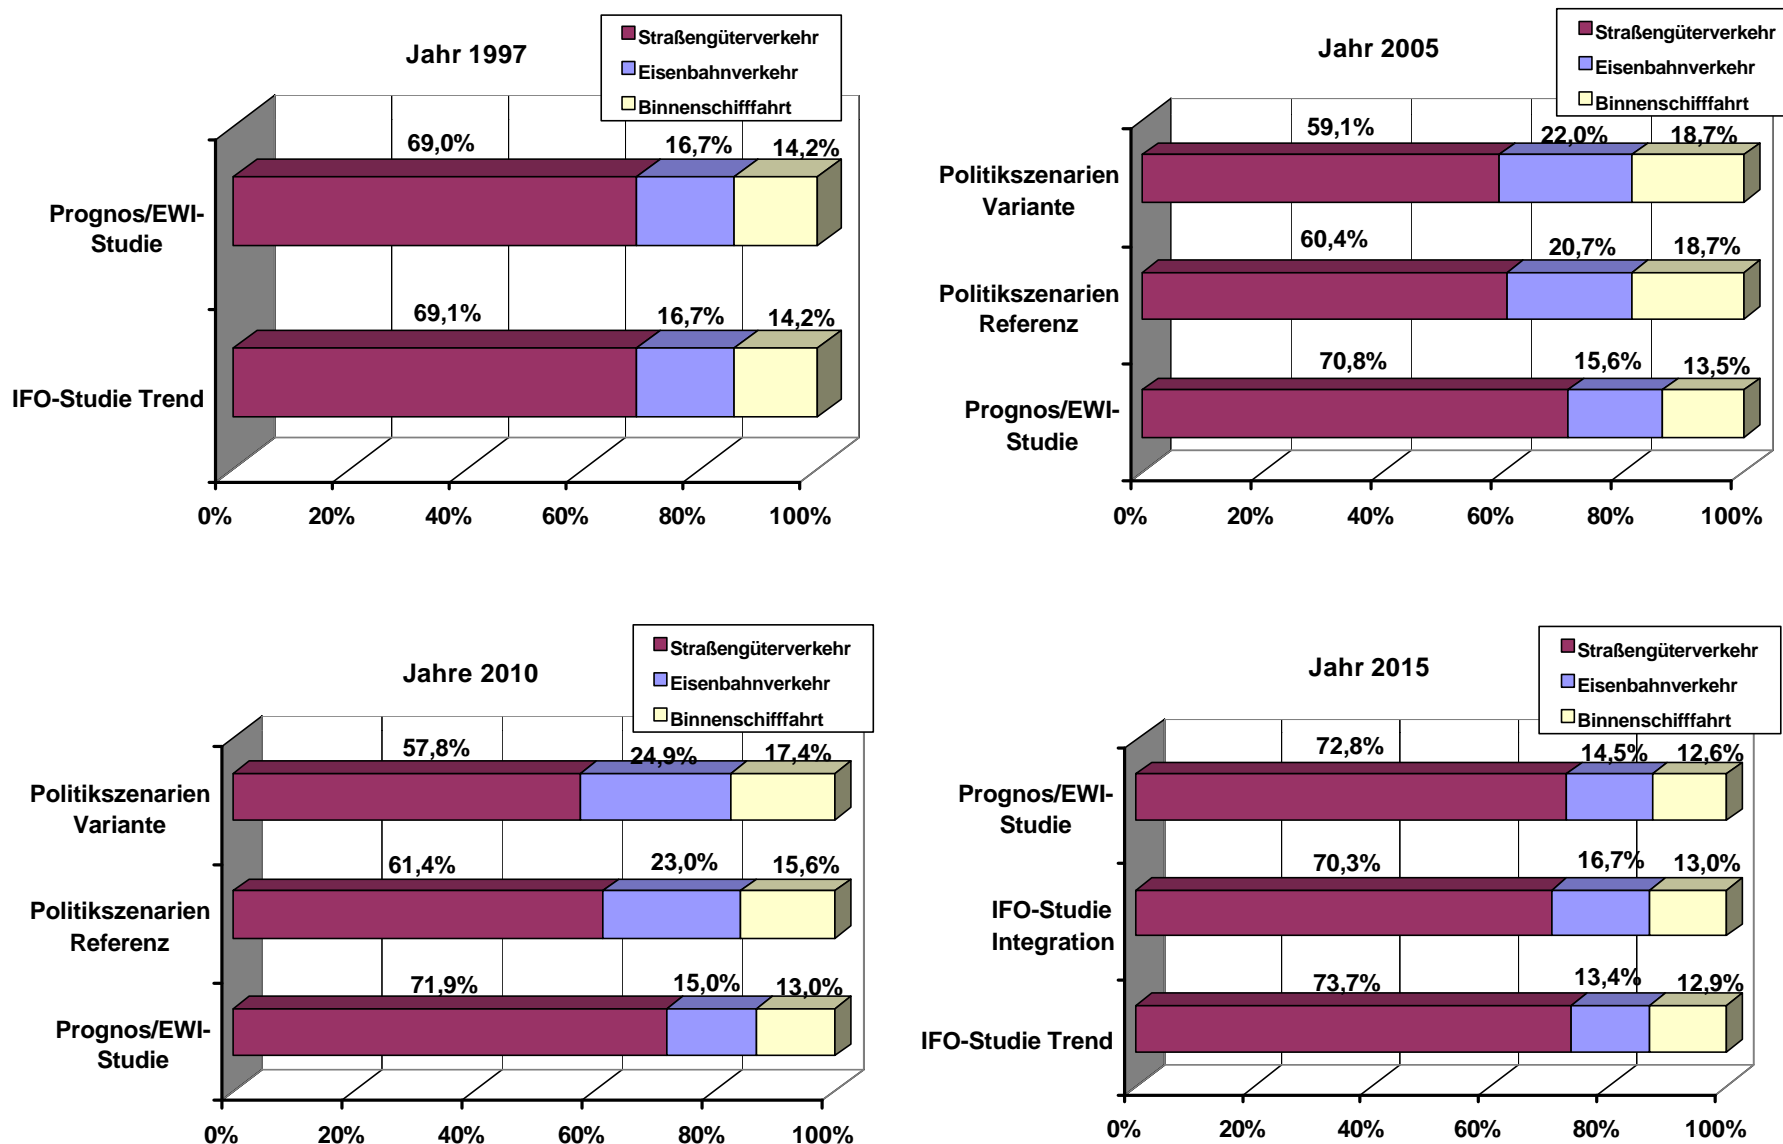 Jahr 1997
Straßengüterverkehr
Eisenbahnverkehr
Binnenschifffahrt
69,0%
16,7%
14,2%
Prognos/EWI-
Studie
69,1%
16,7%
14,2%
IFO-Studie Trend
0%
20%
40%
60%
80%
100%
Jahr 2005
Straßengüterverkehr
Eisenbahnverkehr
Binnenschifffahrt
59,1%
22,0%
18,7%
Politikszenarien
Variante
60,4%
20,7%
18,7%
Politikszenarien
Referenz
70,8%
15,6%
13,5%
Prognos/EWI-
Studie
0%
20%
40%
60%
80%
100%
Jahre 2010
Straßengüterverkehr
Eisenbahnverkehr
Binnenschifffahrt
57,8%
24,9%
17,4%
Politikszenarien
Variante
61,4%
23,0%
15,6%
Politikszenarien
Referenz
71,9%
15,0%
13,0%
Prognos/EWI-
Studie
0%
20%
40%
60%
80%
100%
Jahr 2015
Straßengüterverkehr
Eisenbahnverkehr
Binnenschifffahrt
72,8%
14,5%
12,6%
Prognos/EWI-
Studie
70,3%
16,7%
13,0%
IFO-Studie
Integration
73,7%
13,4%
12,9%
IFO-Studie Trend
0%
20%
40%
60%
80%
100%